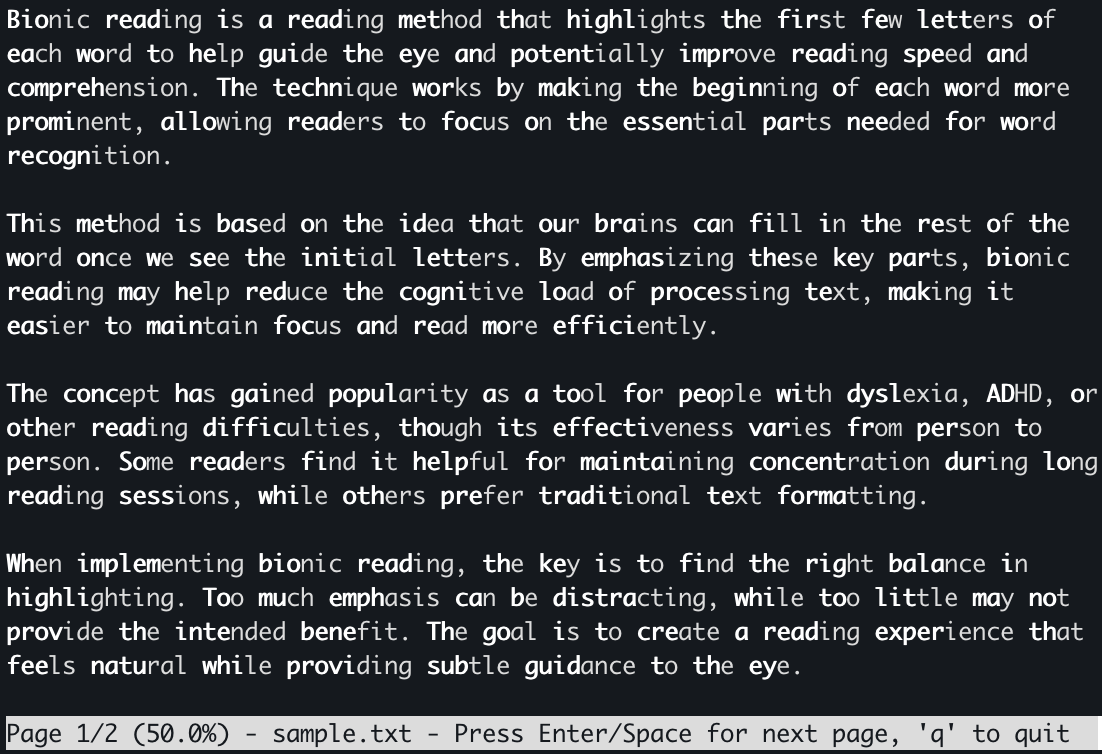 Bionic reading is a reading method that highlights the first few letters of
each word to help guide the eye and potentially improve reading speed and
comprehension. The technique works by making the beginning of each word more
prominent, allowing readers to focus on the essential parts needed for word
recognition.
This method is based on the idea that our brains can fill in the rest of the
word once we see the initial letters. By emphasizing these key parts, bionic
reading may help reduce the cognitive load of processing text, making it
easier to maintain focus and read more efficiently.
The concept has gained popularity as a tool for people with dyslexia, ADHD, or
other reading difficulties, though its effectiveness varies from person to
person. Some readers find it helpful for maintaining concentration during long
reading sessions, while others prefer traditional text formatting.
When implementing bionic reading, the key is to find the right balance in
highlighting. Too much emphasis can be distracting, while too little may not
provide the intended benefit. The goal is to create a reading experience that
feels natural while providing subtle guidance to the eye.
Page 1/2 (50.0%) - sample.txt - Press Enter/Space for next page, 'q' to quit